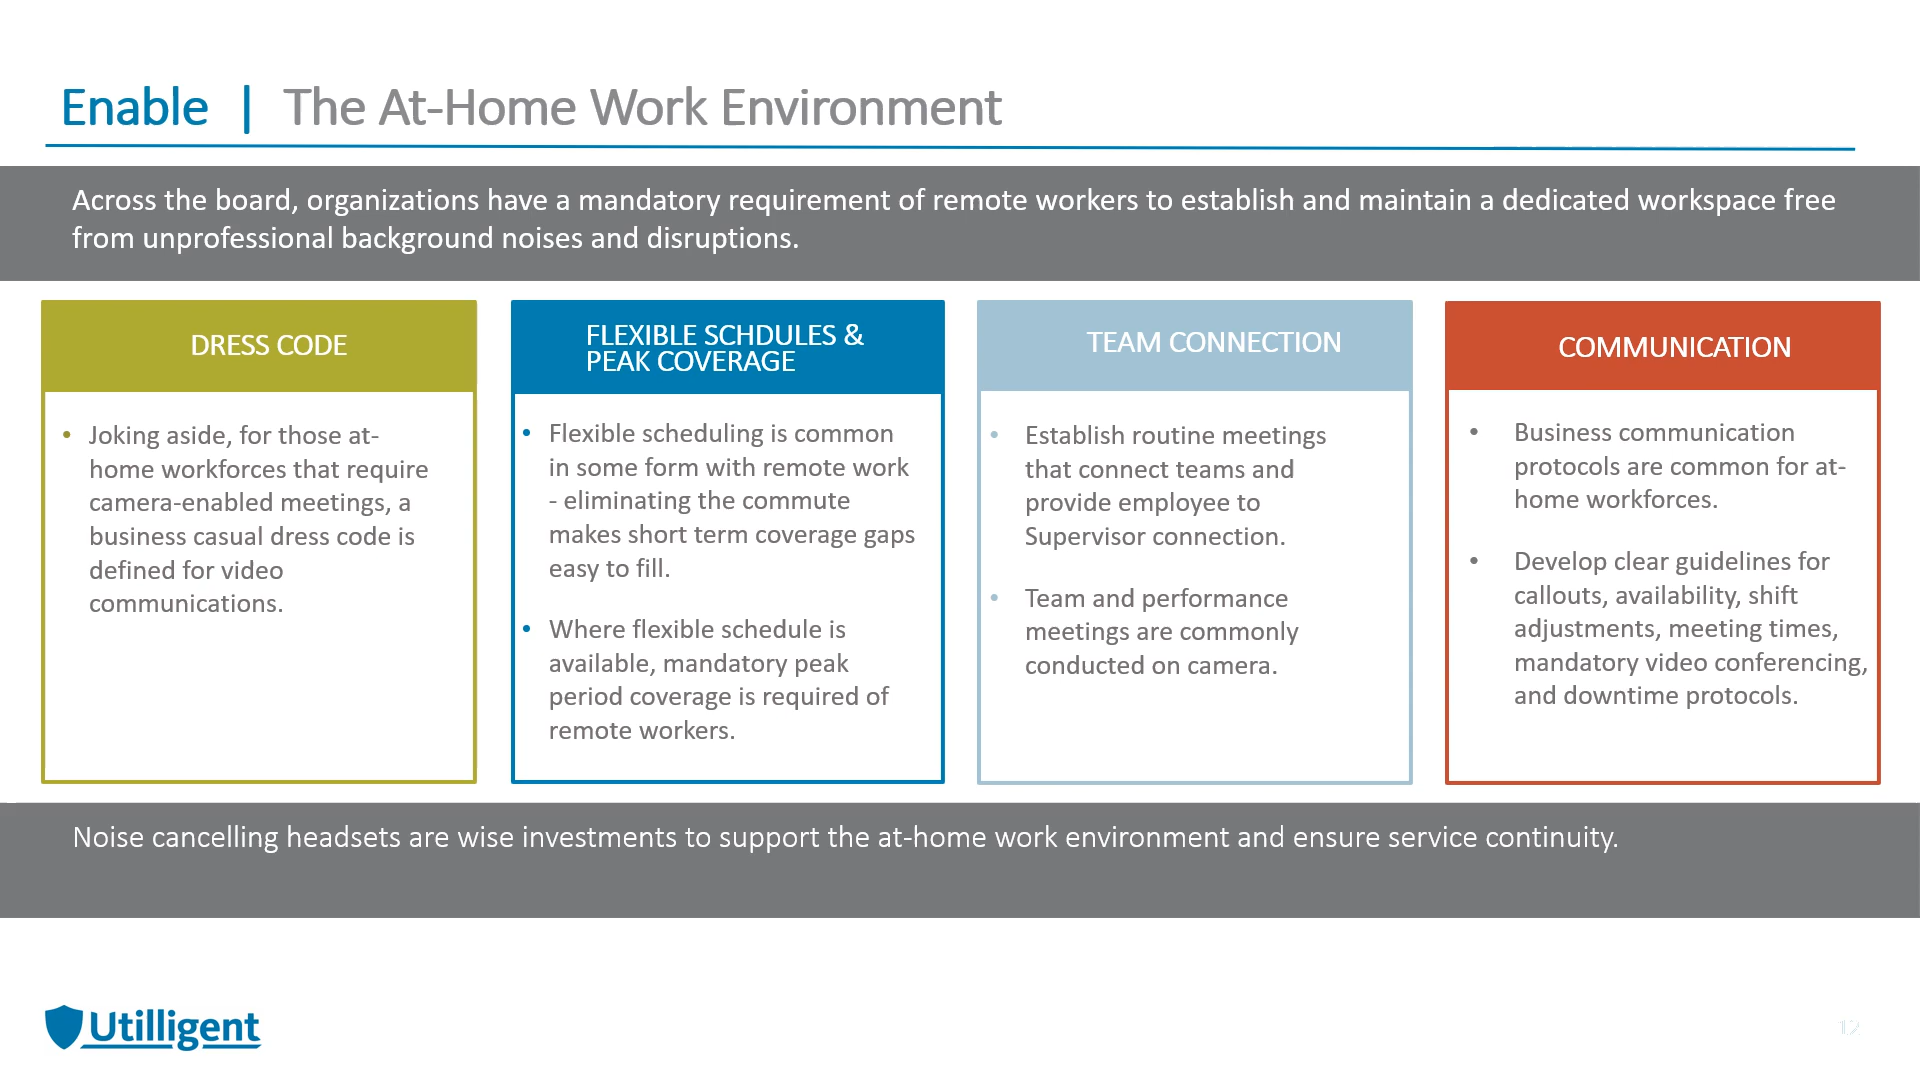 Enable | The At-Home Work Environment
Across the board, organizations have a mandatory requirement of remote workers to establish and maintain a dedicated workspace free
from unprofessional background noises and disruptions.
DRESS CODE
• Joking aside, for those at-
home workforces that require
camera-enabled meetings, a
business casual dress code is
defined for video
communications.
FLEXIBLE SCHDULES &
PEAK COVERAGE
• Flexible scheduling is common
in some form with remote work
- eliminating the commute
makes short term coverage gaps
easy to fill.
• Where flexible schedule is
available, mandatory peak
period coverage is required of
remote workers.
TEAM CONNECTION
• Establish routine meetings
that connect teams and
provide employee to
Supervisor connection.
• Team and performance
meetings are commonly
conducted on camera.
COMMUNICATION
• Business communication
protocols are common for at-
home workforces.
• Develop clear guidelines for
callouts, availability, shift
adjustments, meeting times,
mandatory video conferencing,
and downtime protocols.
Noise cancelling headsets are wise investments to support the at-home work environment and ensure service continuity.
Utilligent
12